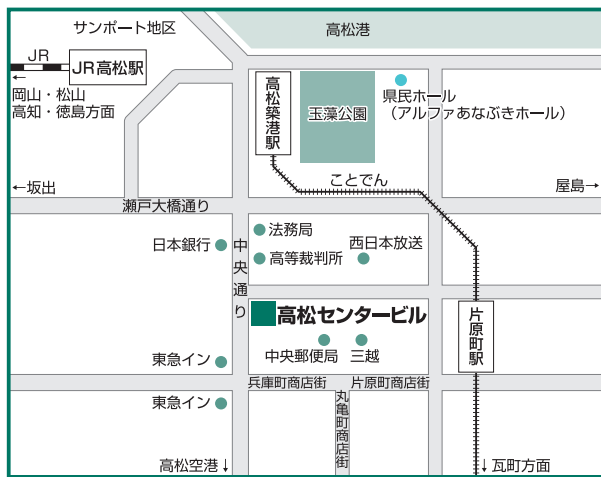 サンポート地区
高松港
JR
JR高松駅
←
岡山・松山
高知・徳島方面
高松築港駅
玉藻公園
県民ホール
（アルファあなぶきホール）
ことでん
←坂出
屋島→
瀬戸大橋通り
日本銀行
中央通り
法務局
高等裁判所
西日本放送
高松センタービル
片原町駅
中央郵便局
三越
東急イン
兵庫町商店街
片原町商店街
東急イン
丸亀町商店街
高松空港↓
↓瓦町方面